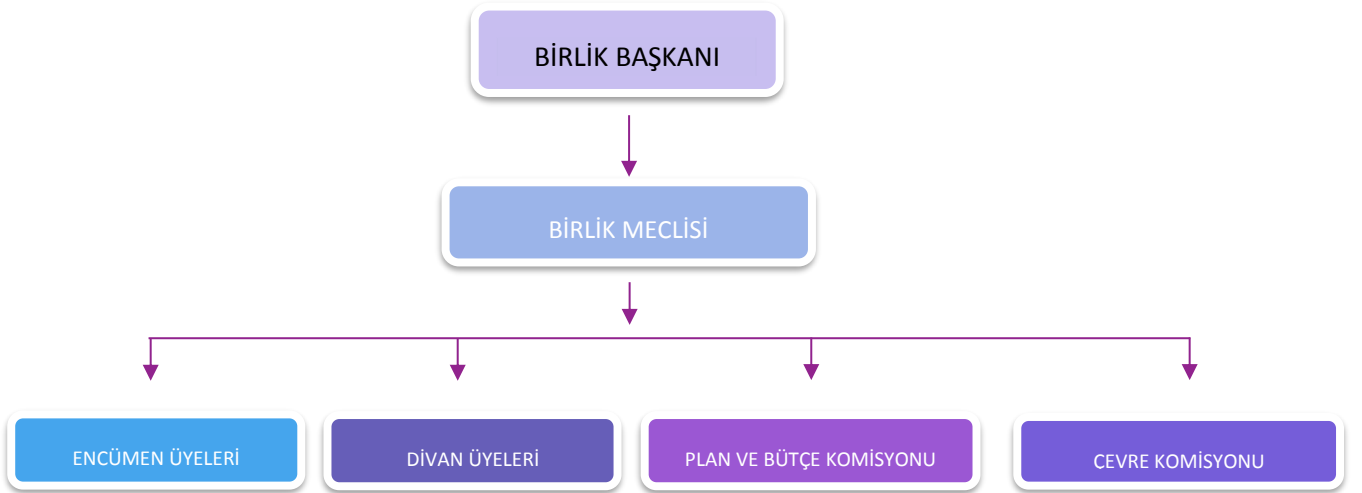 BİRLİK BAŞKANI
BİRLİK MECLİSİ
ENCÜMEN ÜYELERİ
DİVAN ÜYELERİ
PLAN VE BÜTÇE KOMİSYONU
CEVRE KOMİSYONU